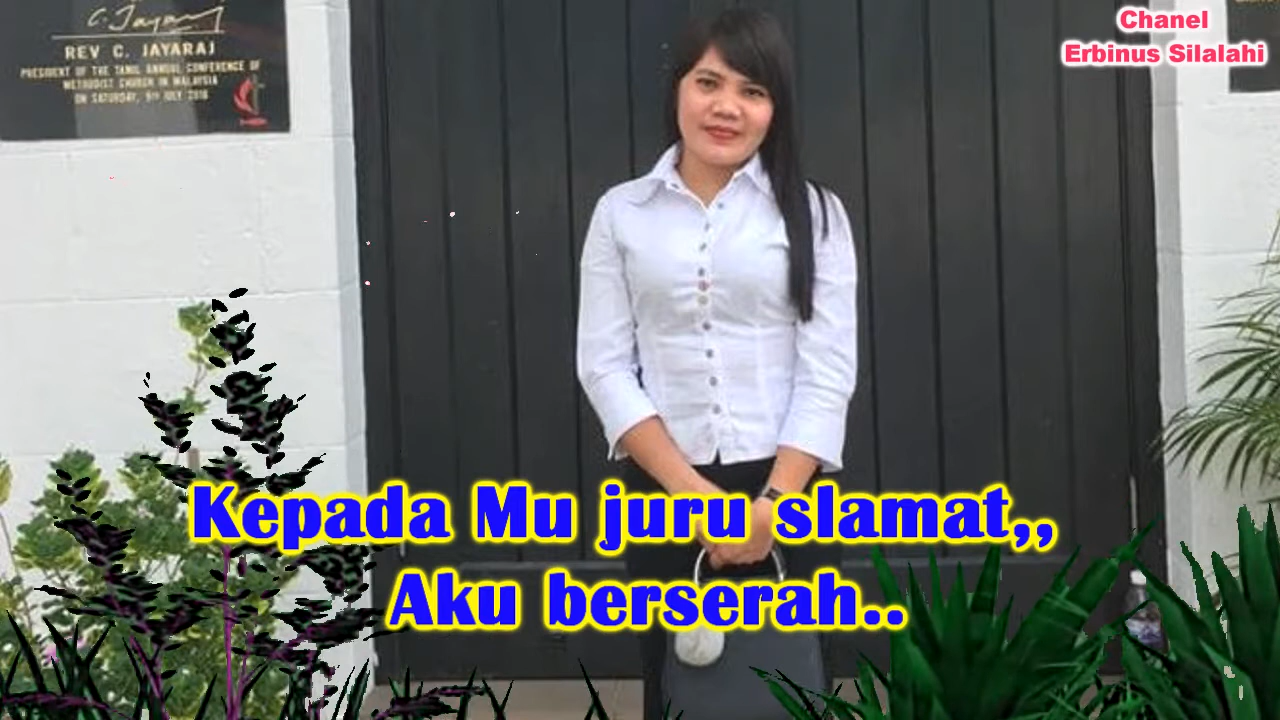 C. Jayaraj
REV C. JAYARAJ
PRESIDENT OF THE TAMIL ANNUAL CONFERENCE OF
METHODIST CHURCH IN MALAYSIA
ON SATURDAY, 9TH JULY 2016
Chanel
Erbinus Silalahi
Kepada Mu juru slamat,,
Aku berserah..